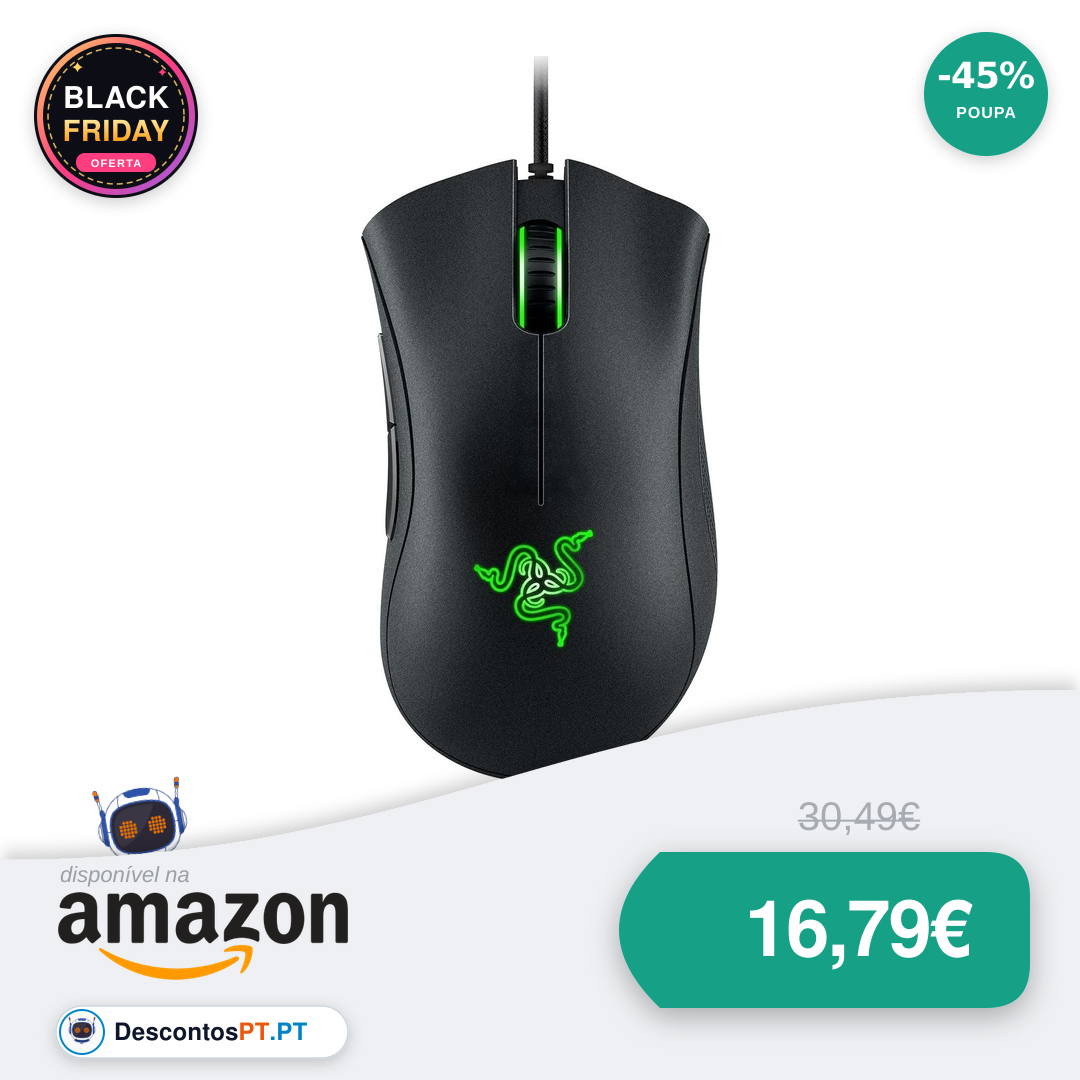 BLACK
FRIDAY
OFERTA
-45%
POUPA
30,49€
16,79€
disponível na
amazon
DescontosPT.PT